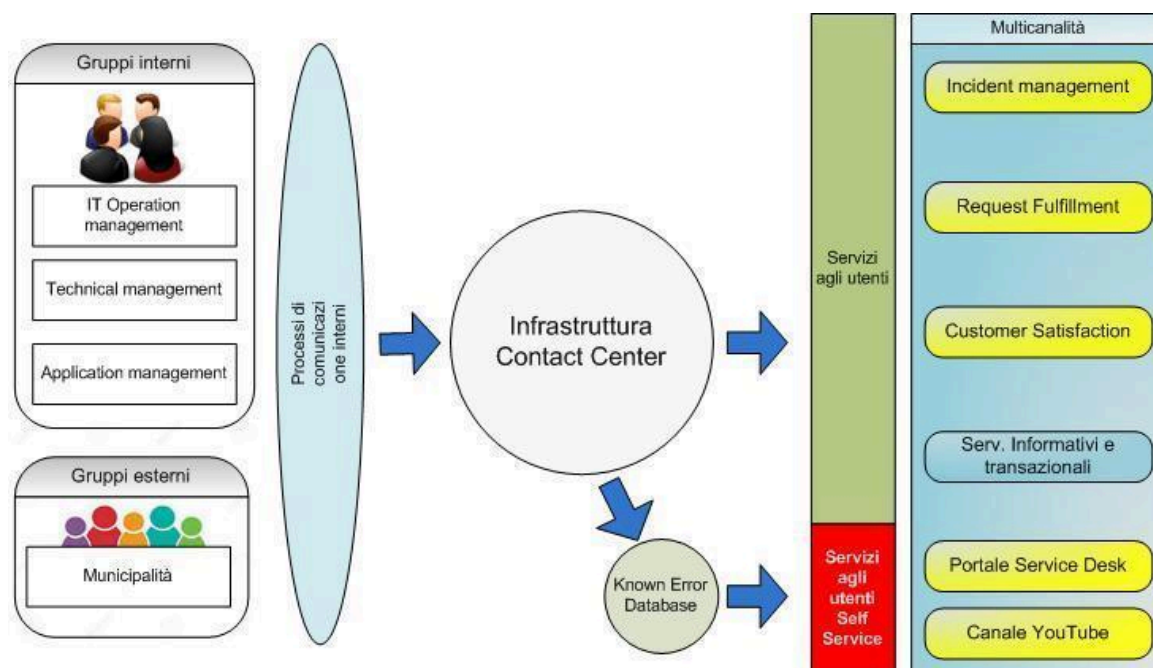 Gruppi interni
IT Operation
management
Technical management
Application management
Gruppi esterni
Municipalità
Processi di
comunicazi
one interni
Infrastruttura
Contact Center
Known Error
Database
Servizi
agli utenti
Servizi
agli
utenti
Self
Service
Multicanalità
Incident management
Request Fulfillment
Customer Satisfaction
Serv. Informativi e
transazionali
Portale Service Desk
Canale YouTube